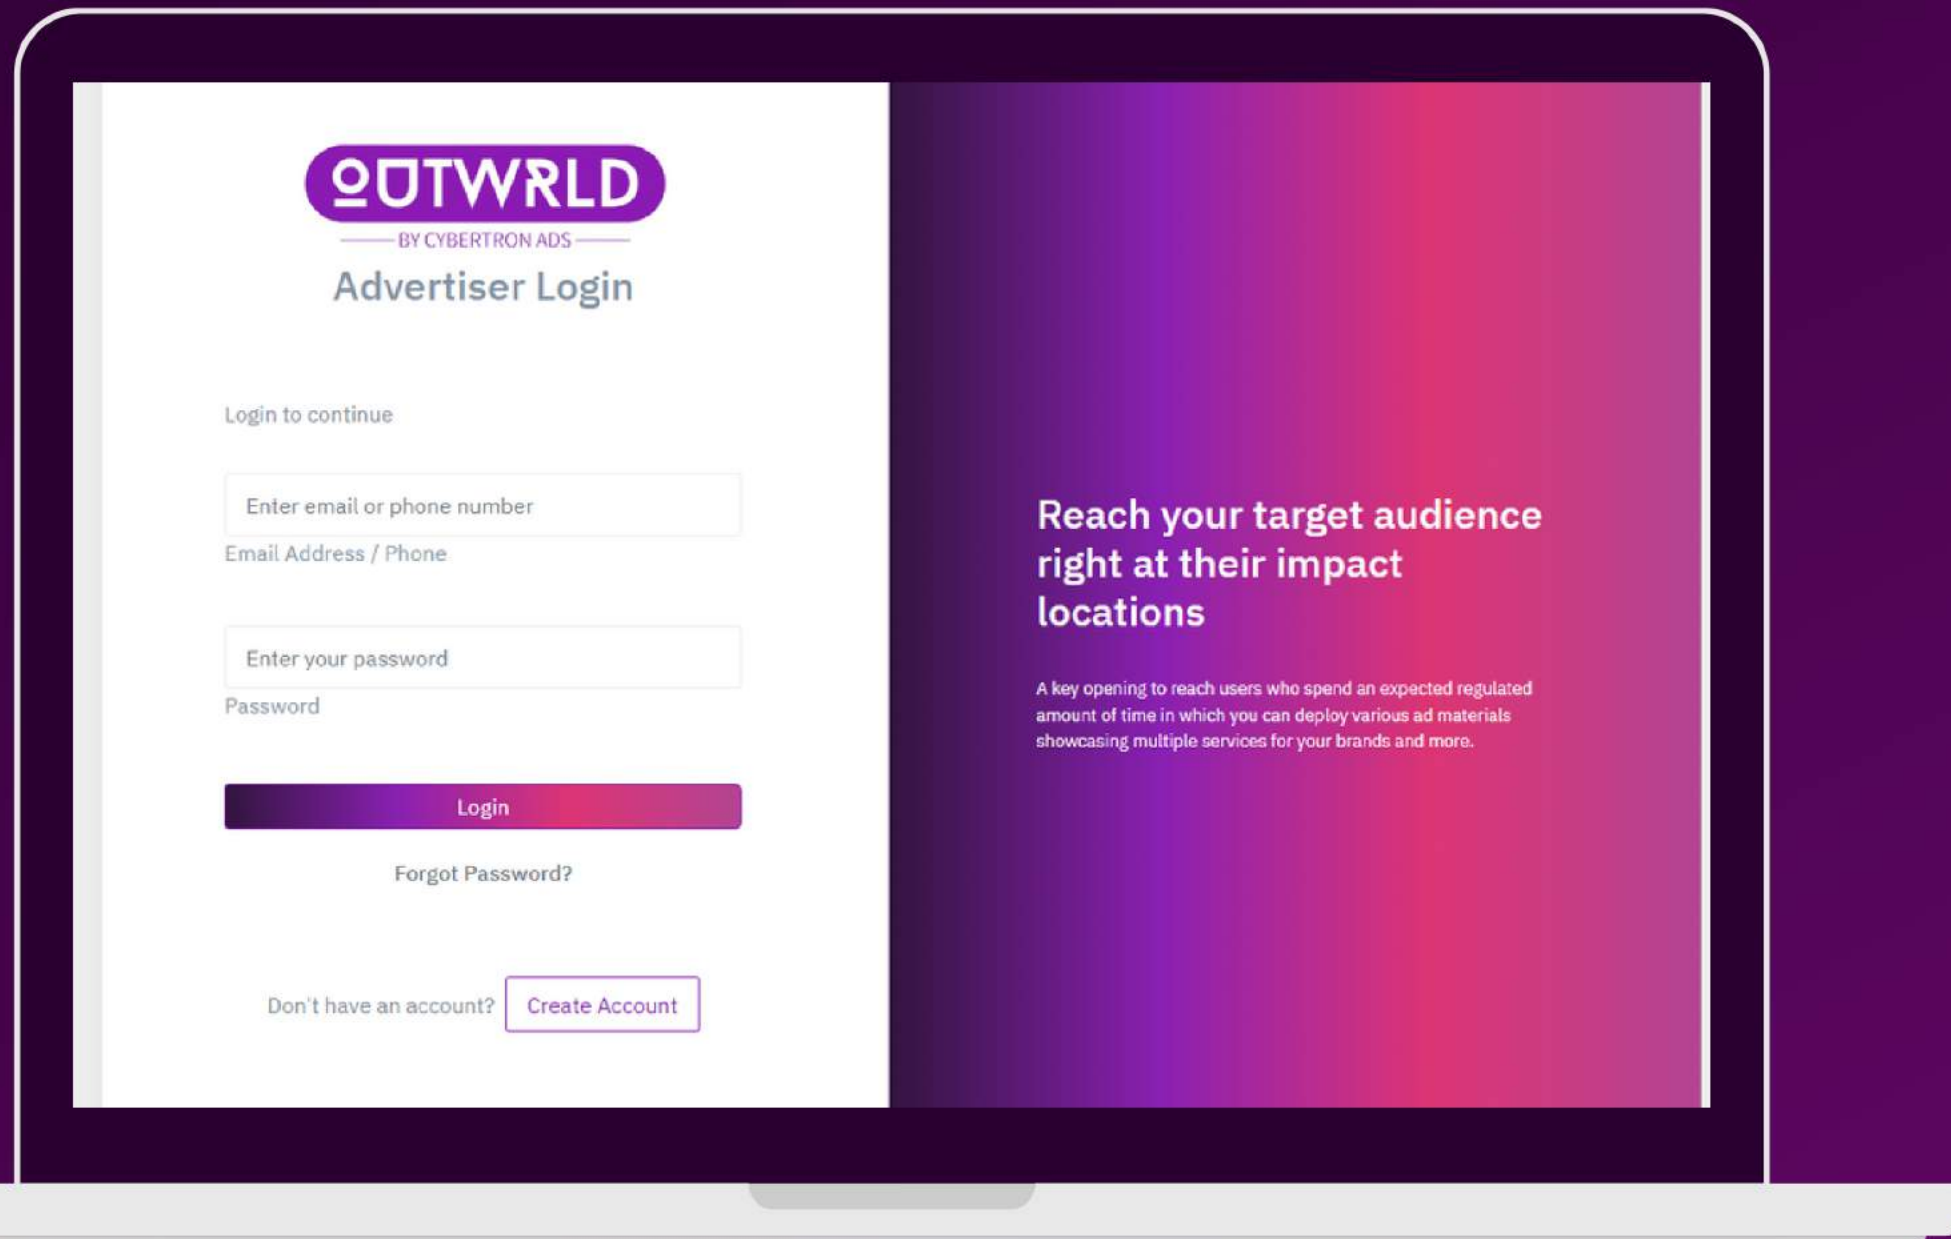 OUTWRLD
BY CYBERTRON ADS
Advertiser Login
Login to continue
Enter email or phone number
Email Address / Phone
Enter your password
Password
Login
Forgot Password?
Don't have an account?
Create Account
Reach your target audience
right at their impact
locations
A key opening to reach users who spend an expected regulated
amount of time in which you can deploy various ad materials
showcasing multiple services for your brands and more.